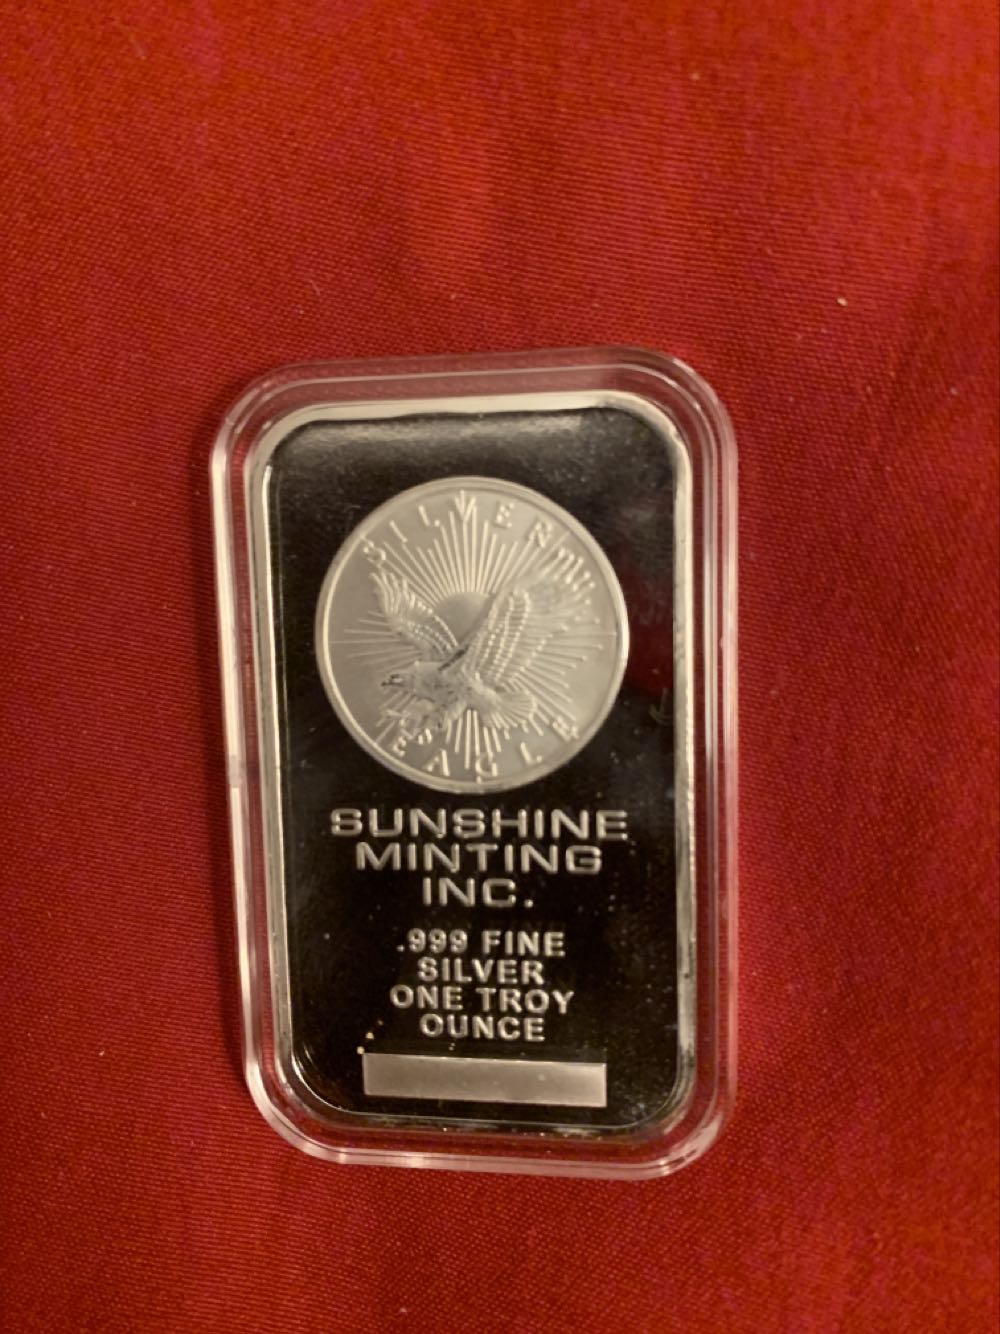 SILVER
EAGLE
SUNSHINE
MINTING
INC.
.999 FINE
SILVER
ONE TROY
OUNCE